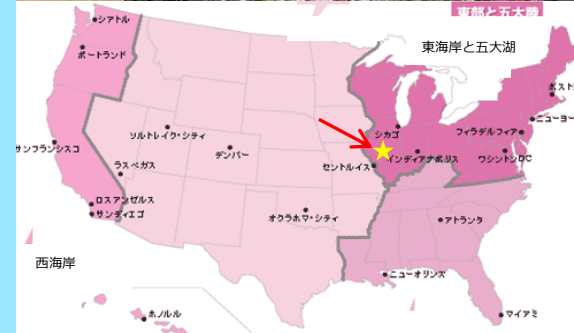 東部と五大陸
シアトル
東海岸と五大湖
ポートランド
ボスト
ニューヨー
シカゴ
フィラデルフィア
ソルトレイク・シティ
サンフランシスコ
デンバー
インディアナポリス
ワシントンDC
ラスベガス
セントルイス
ロスアンゼルス
サンディエゴ
オクラホマ・シティ
アトランタ
西海岸
ニューオリンズ
ホノルル
マイアミ